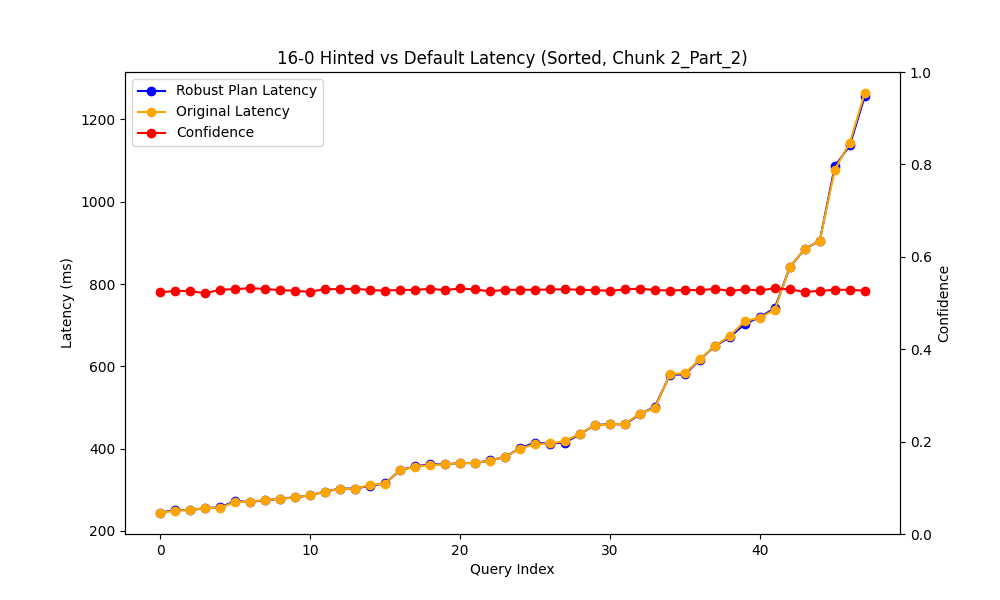 16-0 Hinted vs Default Latency (Sorted, Chunk 2_Part_2)
Robust Plan Latency
Original Latency
Confidence
Latency (ms)
1200
1000
800
600
400
200
0
10
20
30
40
Query Index
1.0
0.8
0.6
0.4
0.2
0.0
Confidence